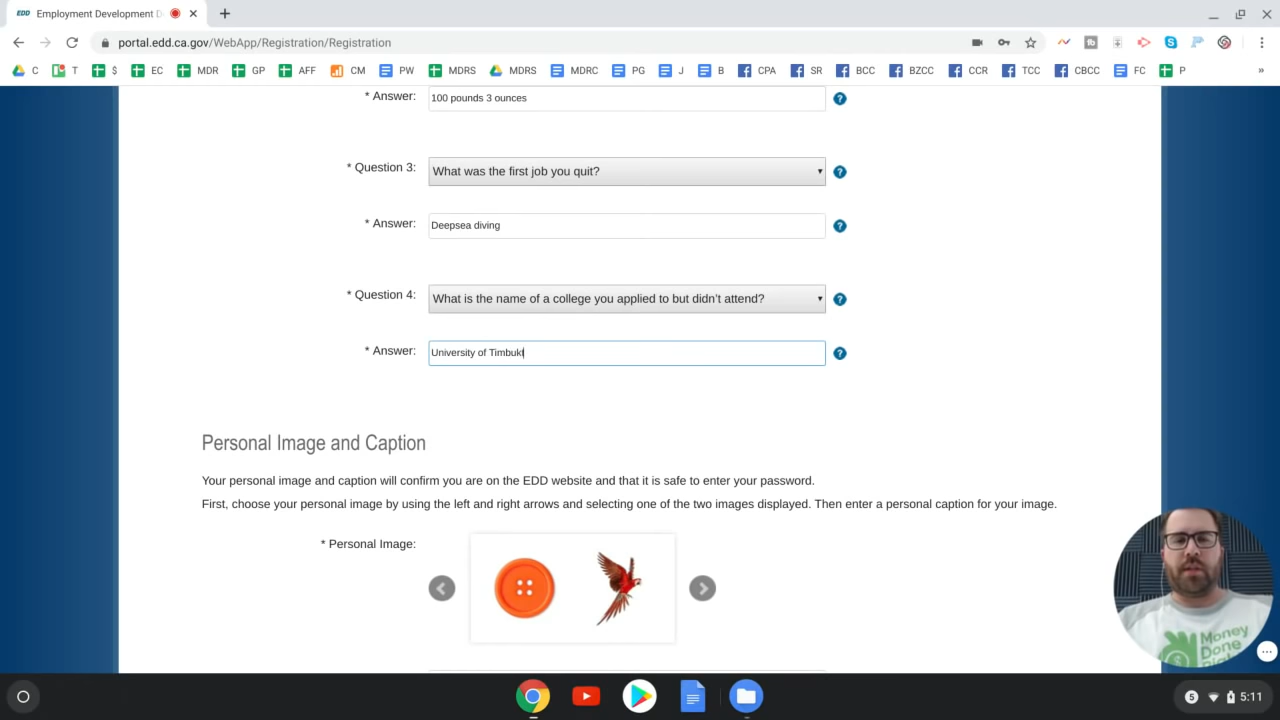 EDD Employment Development D
portal.edd.ca.gov/WebApp/Registration/Registration
C T $ EC MDR GP AFF CM PW MDRS MDRS MDRC PG J B CPA SR BCC BZCC CCR TCC CBCC FC P »
* Answer: 100 pounds 3 ounces ?
* Question 3: What was the first job you quit? ?
* Answer: Deepsea diving ?
* Question 4: What is the name of a college you applied to but didn't attend? ?
* Answer: University of Timbukt ?
Personal Image and Caption
Your personal image and caption will confirm you are on the EDD website and that it is safe to enter your password.
First, choose your personal image by using the left and right arrows and selecting one of the two images displayed. Then enter a personal caption for your image.
* Personal Image:
Money
Done
5 5:11